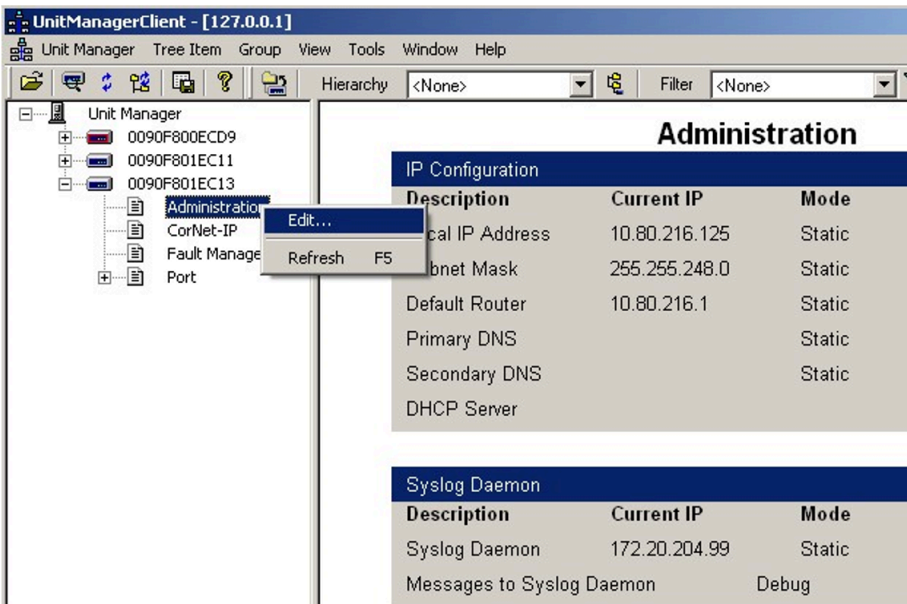 UnitManagerClient - [127.0.0.1]
Unit Manager Tree Item Group View Tools Window Help
Hierarchy <None> Filter <None>
Unit Manager
0090F800ECD9
0090F801EC11
0090F801EC13
Administration
CorNet-IP
Fault Manage
Port
Edit...
Refresh F5
Administration
IP Configuration
Description Current IP Mode
cal IP Address 10.80.216.125 Static
bnet Mask 255.255.248.0 Static
Default Router 10.80.216.1 Static
Primary DNS Static
Secondary DNS Static
DHCP Server
Syslog Daemon
Description Current IP Mode
Syslog Daemon 172.20.204.99 Static
Messages to Syslog Daemon Debug